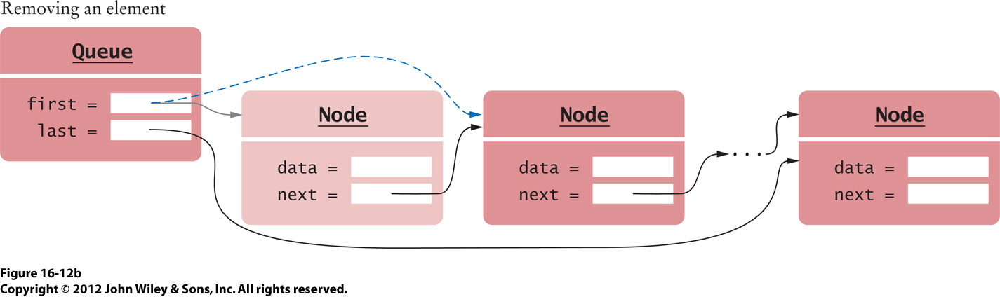 Removing an element
Queue
first =
last =
Node
data =
next =
Node
data =
next =
...
Node
data =
next =
Figure 16-12b
Copyright © 2012 John Wiley & Sons, Inc. All rights reserved.